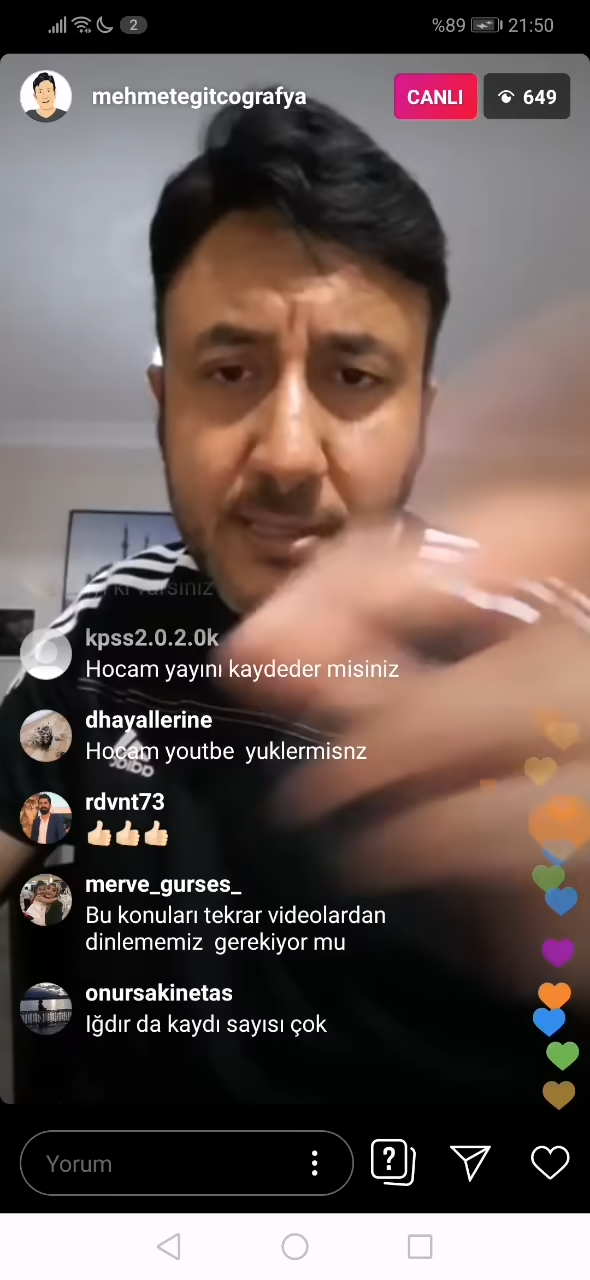 2
%89
21:50
mehmetegitcografya
CANLI
649
kpss2.0.2.0k
Hocam yayını kaydeder misiniz
dhayallerine
Hocam youtbe yuklermisnz
rdvnt73
👍🏻👍🏻👍🏻
merve_gurses_
Bu konuları tekrar videolardan
dinlememiz gerekiyor mu
onursakinetas
Iğdır da kaydı sayısı çok
Yorum